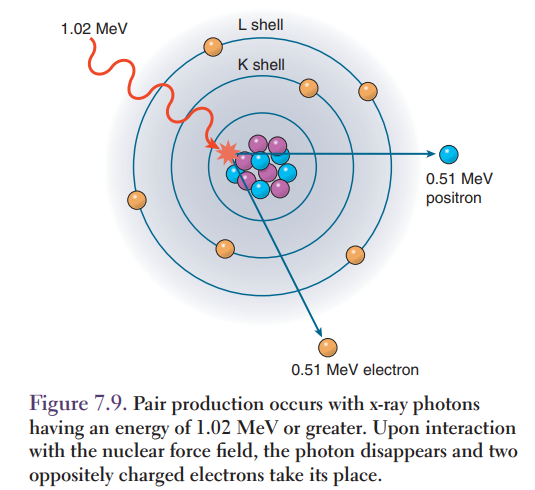 1.02 MeV
L shell
K shell
0.51 MeV
positron
0.51 MeV electron
Figure 7.9. Pair production occurs with x-ray photons
having an energy of 1.02 MeV or greater. Upon interaction
with the nuclear force field, the photon disappears and two
oppositely charged electrons take its place.